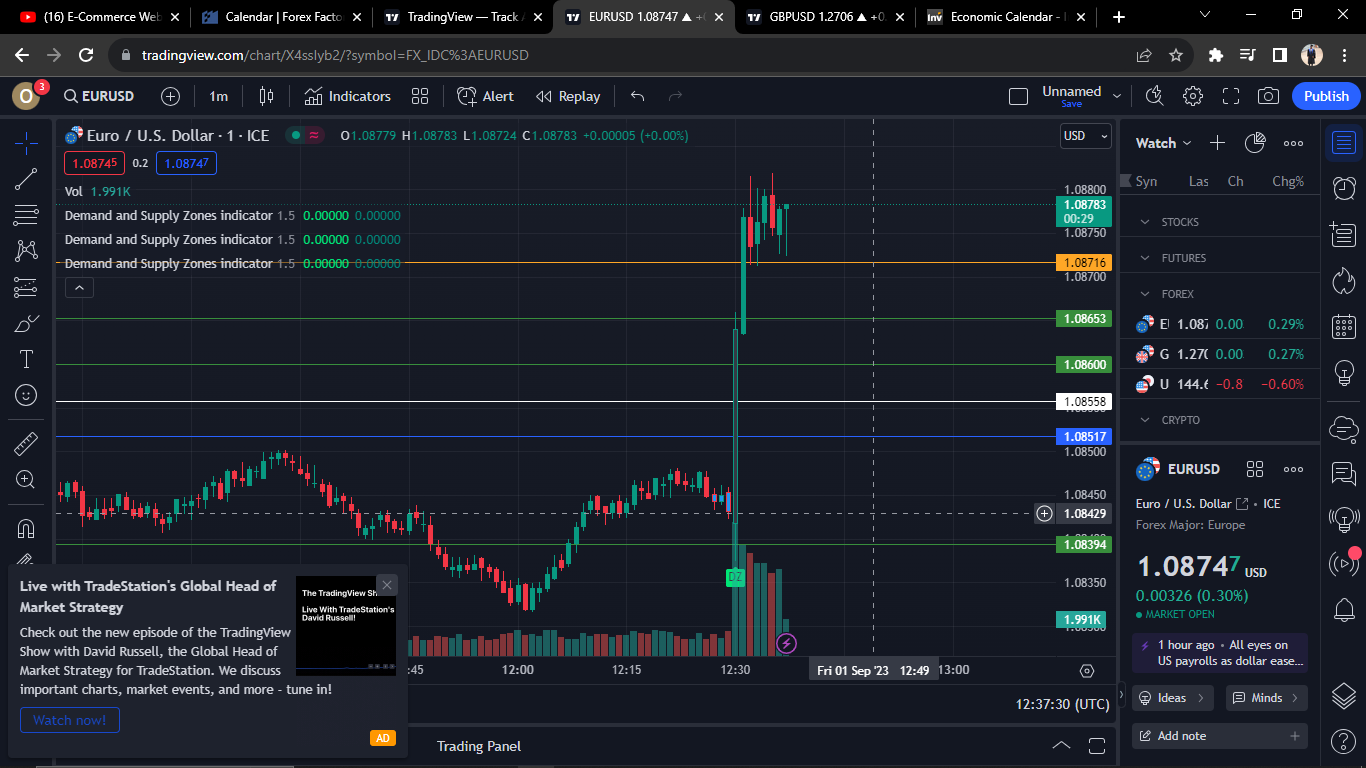 (16) E-Commerce Web
Calendar | Forex Facto
TradingView — Track A
EURUSD 1.08747 ▲ +0
GBPUSD 1.2706 ▲ +0.
Economic Calendar -
tradingview.com/chart/X4sslyb2/?symbol=FX_IDC%3AEURUSD
O 3
EURUSD
1m
Indicators
Alert
Replay
Unnamed
Save
Publish
Euro / U.S. Dollar · 1 · ICE
O1.08779 H1.08783 L1.08724 C1.08783 +0.00005 (+0.00%)
USD
1.08745 0.2 1.08747
Vol 1.991K
Demand and Supply Zones indicator 1.5 0.00000 0.00000
Demand and Supply Zones indicator 1.5 0.00000 0.00000
Demand and Supply Zones indicator 1.5 0.00000 0.00000
1.08800
1.08783
00:29
1.08750
1.08716
1.08700
1.08653
1.08600
1.08558
1.08517
1.08500
1.08450
1.08429
1.08394
1.08350
1.991K
DZ
:45
12:00
12:15
12:30
Fri 01 Sep '23 12:49
13:00
12:37:30 (UTC)
Trading Panel
Live with TradeStation's Global Head of
Market Strategy
Check out the new episode of the TradingView
Show with David Russell, the Global Head of
Market Strategy for TradeStation. We discuss
important charts, market events, and more - tune in!
Watch now!
AD
The TradingView Sh
Live With TradeStation's
David Russell!
Watch
Syn Las Ch Chg%
STOCKS
FUTURES
FOREX
E 1.087 0.00 0.29%
G 1.270 0.00 0.27%
U 144.6 −0.8 −0.60%
CRYPTO
EURUSD
Euro / U.S. Dollar • ICE
Forex Major: Europe
1.08747 USD
0.00326 (0.30%)
MARKET OPEN
1 hour ago • All eyes on
US payrolls as dollar ease...
Ideas
Minds
Add note